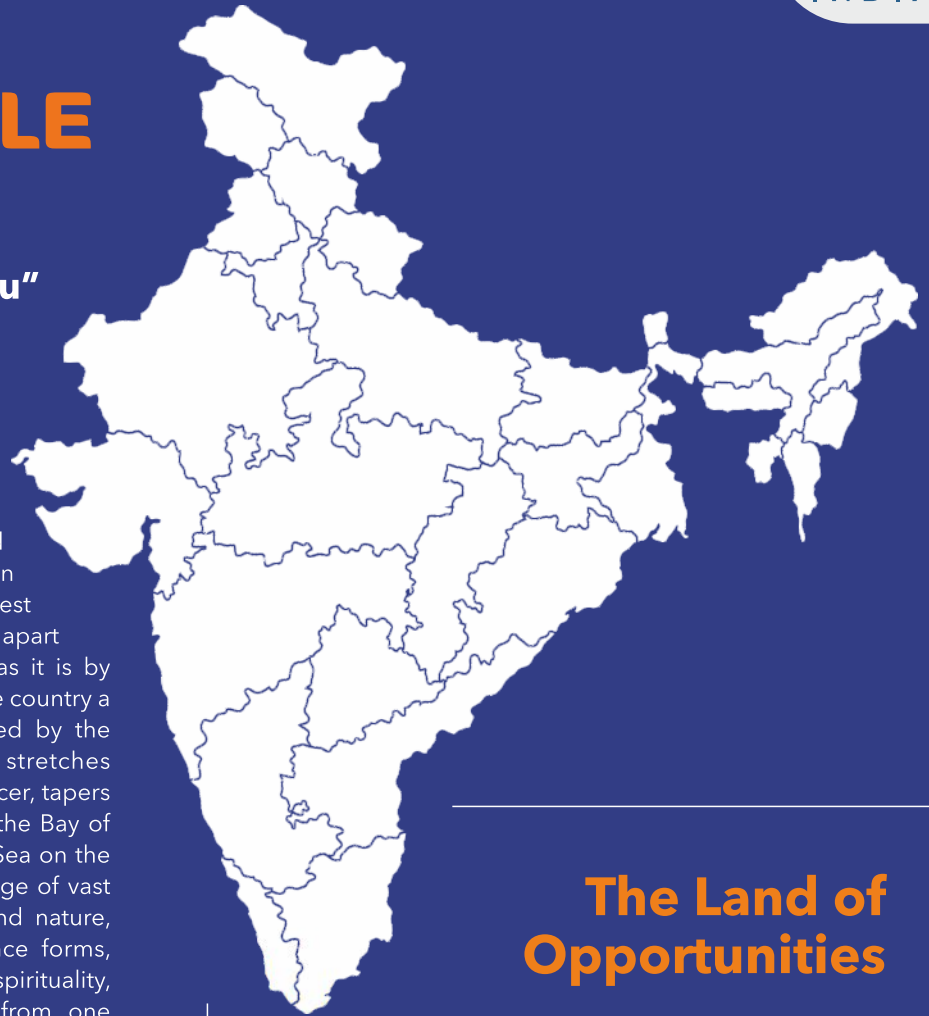 LE
u”
n
est
apart
as it is by
country a
ed by the
stretches
cer, tapers
the Bay of
Sea on the
ge of vast
nd nature,
ce forms,
spirituality,
from one
The Land of
Opportunities